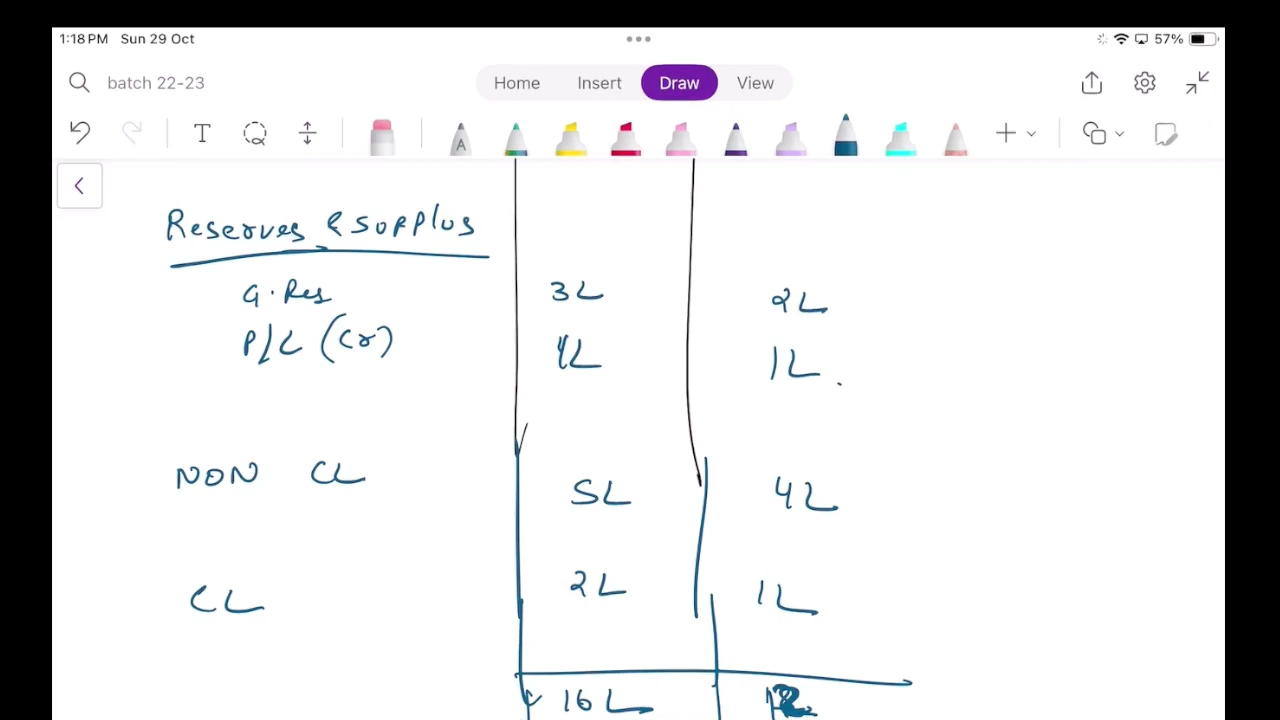 1:18 PM Sun 29 Oct 57%
batch 22-23 Home Insert Draw View
T A
Reserves & Surplus
G. Res 3L 2L
P/L (Cr) 4L 1L
NON CL 5L 4L
CL 2L 1L
16L